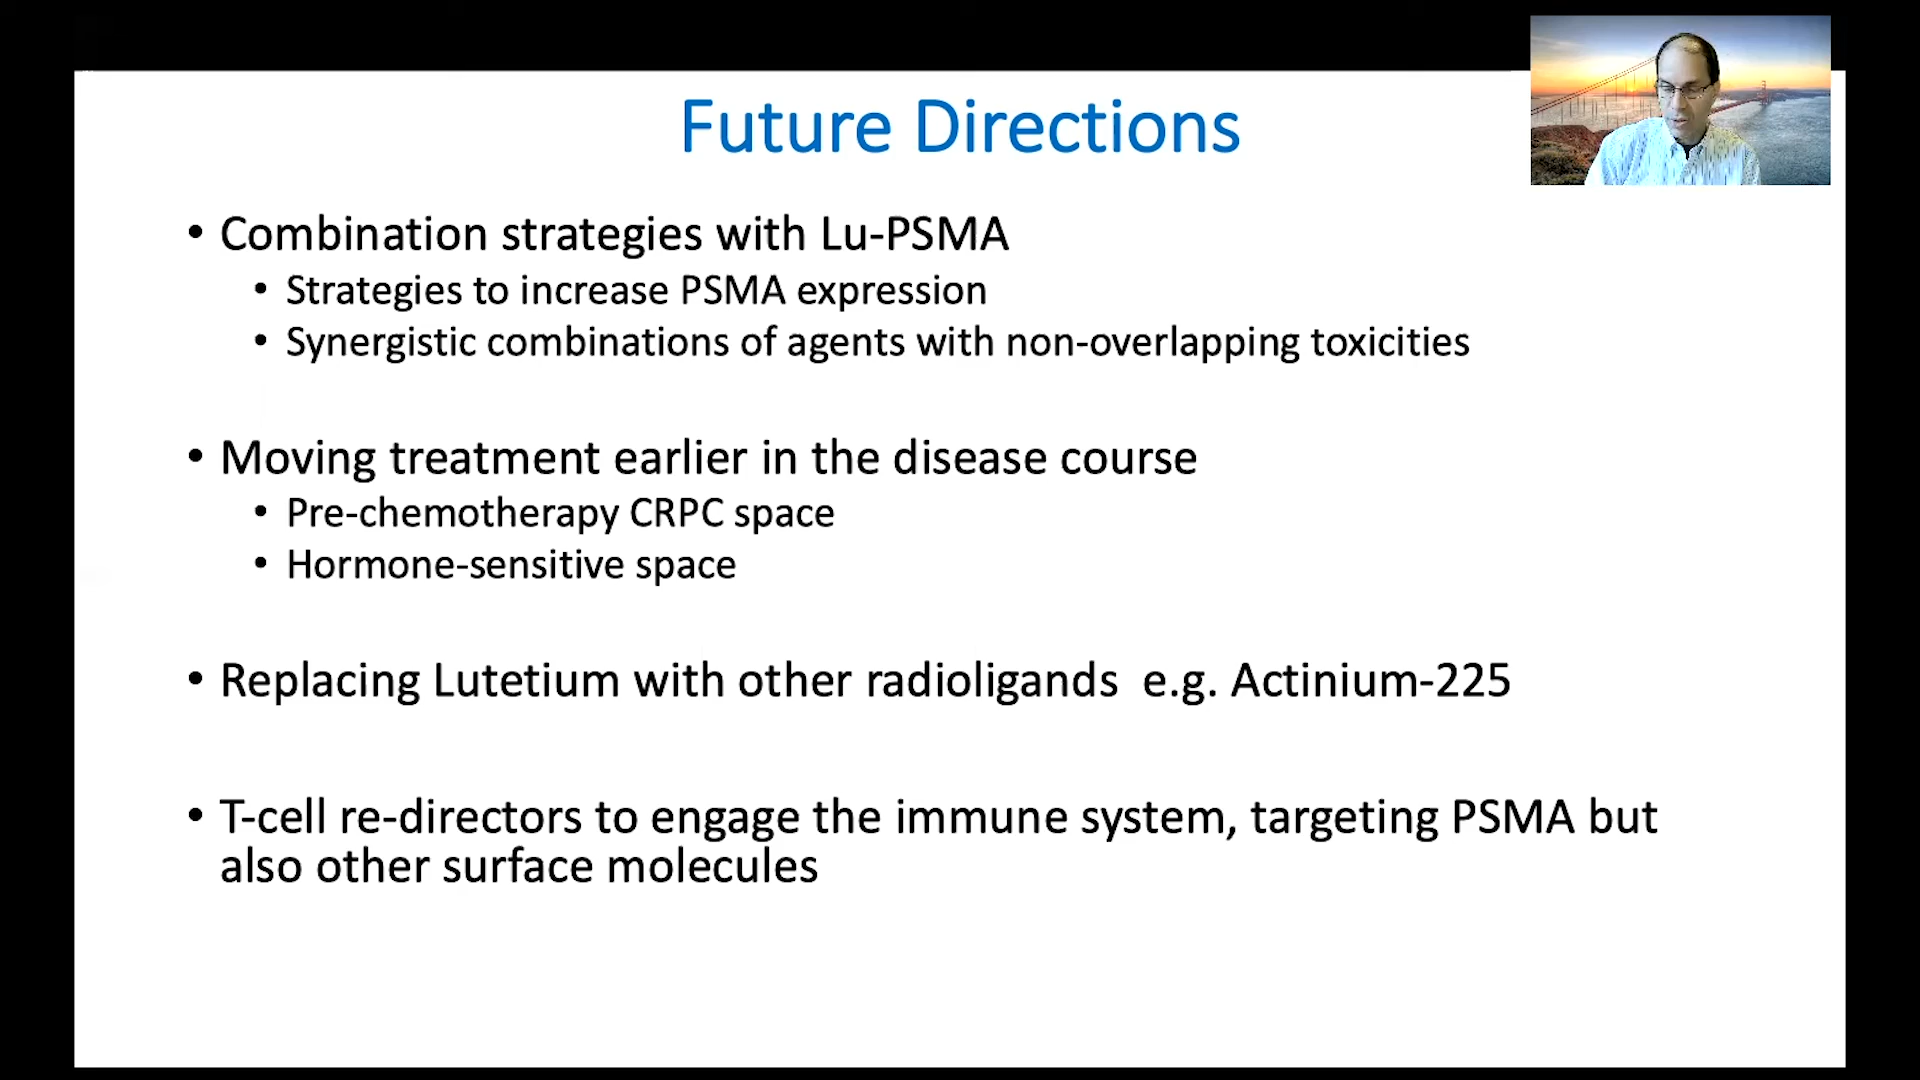 Future Directions
• Combination strategies with Lu-PSMA
• Strategies to increase PSMA expression
• Synergistic combinations of agents with non-overlapping toxicities
• Moving treatment earlier in the disease course
• Pre-chemotherapy CRPC space
• Hormone-sensitive space
• Replacing Lutetium with other radioligands  e.g. Actinium-225
• T-cell re-directors to engage the immune system, targeting PSMA but
also other surface molecules